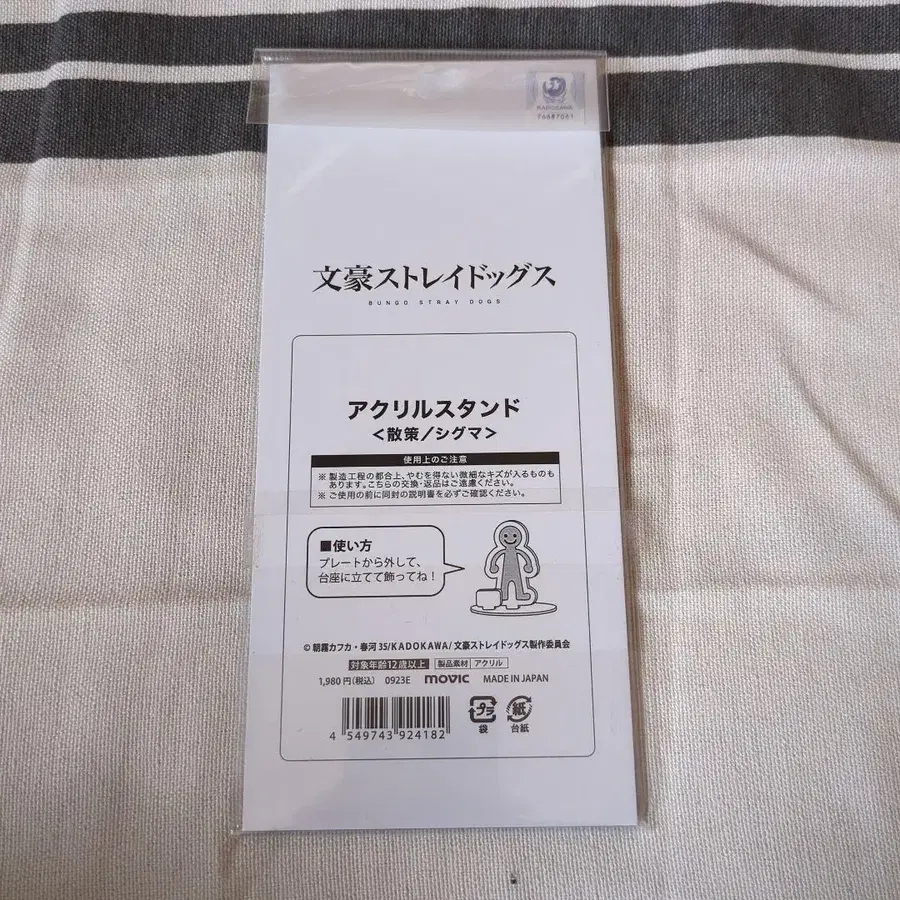 KADOKAWA
文豪ストレイドッグス
BUNGO STRAY DOGS
アクリルスタンド
<散策/シグマ>
使用上のご注意
※製造工程の都合上、やむを得ない微細なキズが入るものも
あります。こちらの交換・返品はご遠慮ください。
※ご使用の前に同封の説明書を必ずご確認ください。
■使い方
プレートから外して、
台座に立てて飾ってね!
© 朝霧カフカ・春河35/KADOKAWA/文豪ストレイドッグス製作委員会
対象年齢12歳以上 製品素材 アクリル
1,980円(税込) 0923E movic MADE IN JAPAN
4 549743 924182
プラ 紙
袋 台紙